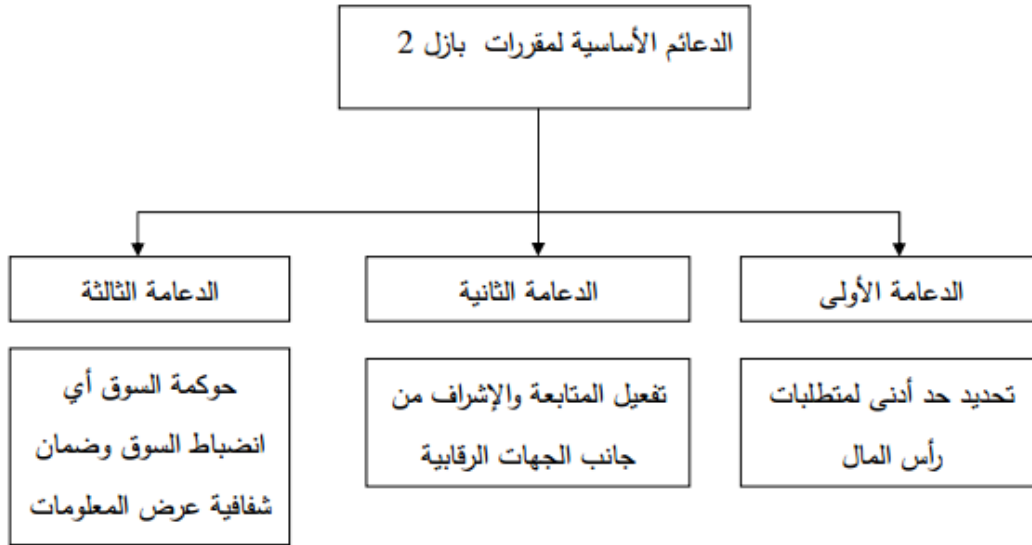 الدعائم الأساسية لمقررات بازل 2
الدعامة الأولى
تحديد حد أدنى لمتطلبات
رأس المال
الدعامة الثانية
تفعيل المتابعة والإشراف من
جانب الجهات الرقابية
الدعامة الثالثة
حوكمة السوق أي
انضباط السوق وضمان
شفافية عرض المعلومات